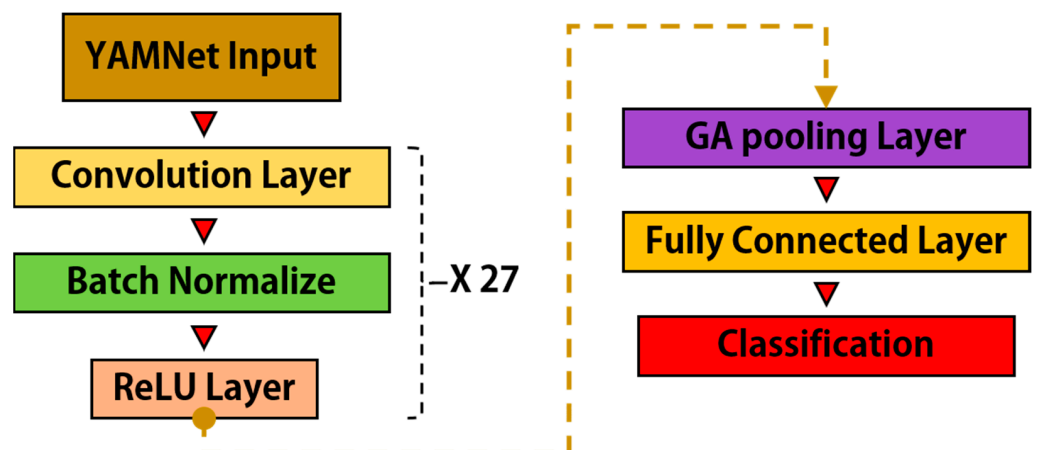 YAMNet Input
Convolution Layer
Batch Normalize
ReLU Layer
–X 27
GA pooling Layer
Fully Connected Layer
Classification